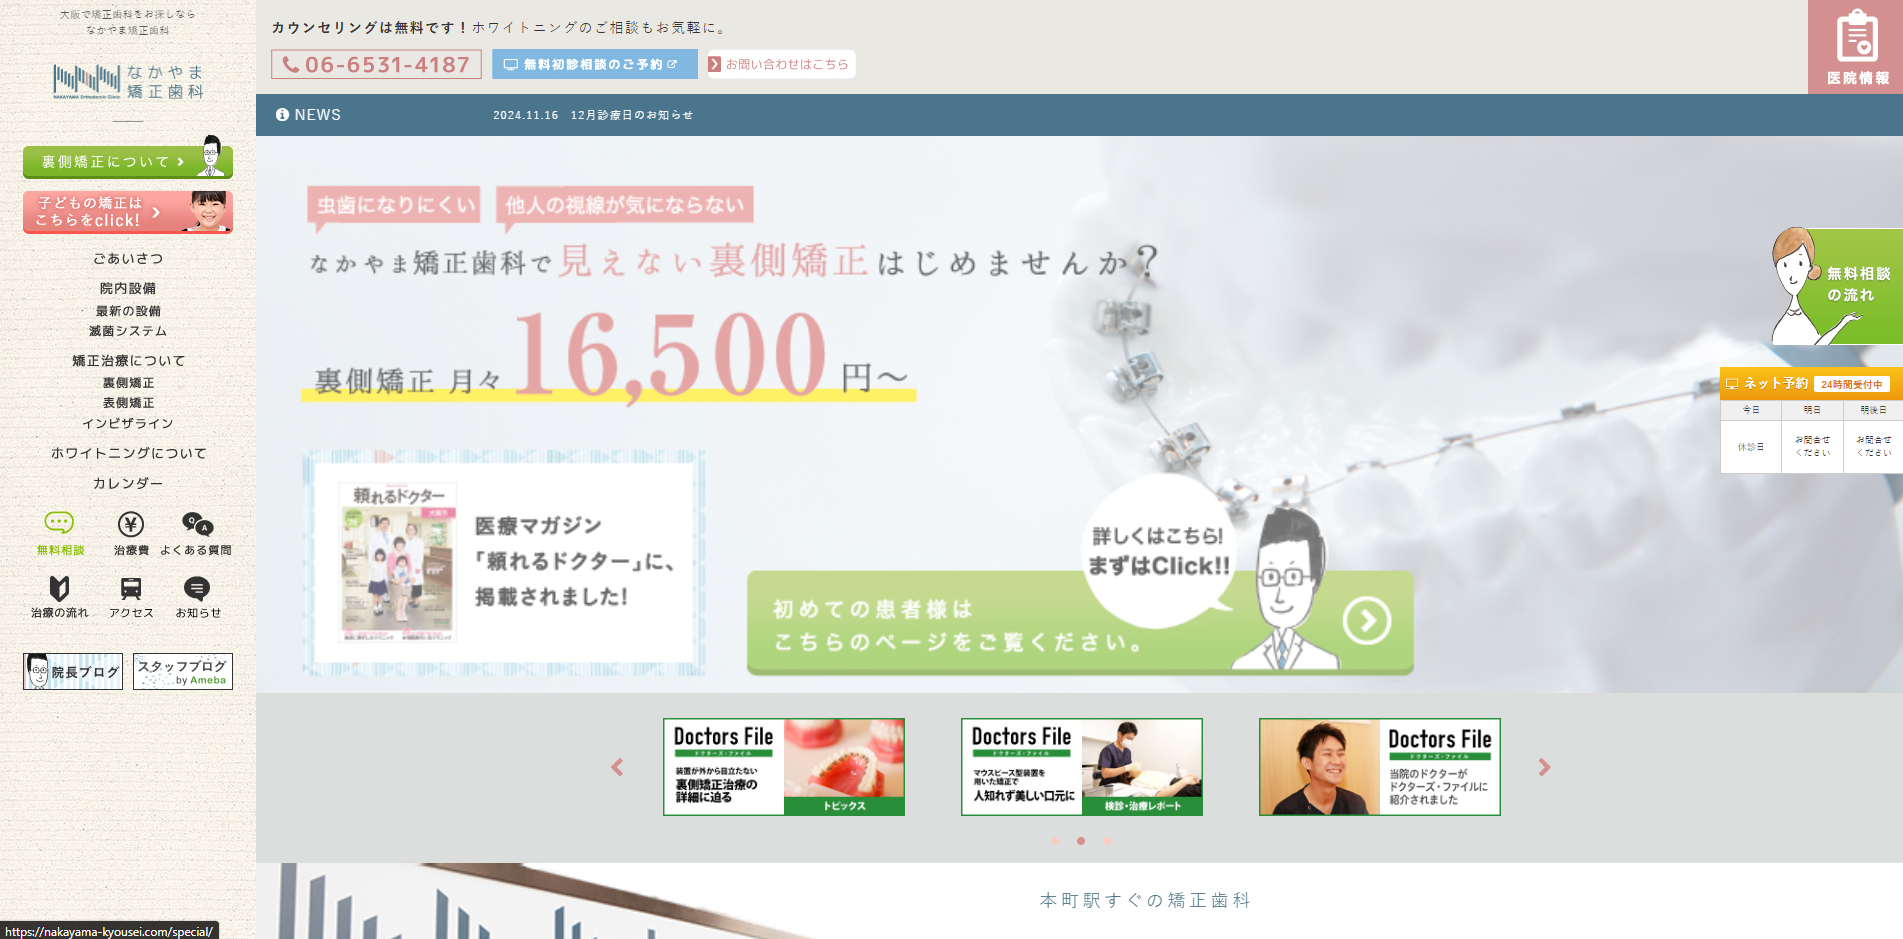 大阪で矯正歯科をお探しなら
なかやま矯正歯科
なかやま
矯正歯科
NAKAYAMA Orthodontic Clinic
裏側矯正について
子どもの矯正は
こちらをclick!
ごあいさつ
院内設備
最新の設備
滅菌システム
矯正治療について
裏側矯正
表側矯正
インビザライン
ホワイトニングについて
カレンダー
無料相談
治療費
Q A
よくある質問
治療の流れ
アクセス
お知らせ
院長ブログ
スタッフブログ
by Ameba
https://nakayama-kyousei.com/special/
カウンセリングは無料です！ホワイトニングのご相談もお気軽に。
06-6531-4187
無料初診相談のご予約
お問い合わせはこちら
医院情報
NEWS
2024.11.16 12月診療日のお知らせ
虫歯になりにくい
他人の視線が気にならない
なかやま矯正歯科で見えない裏側矯正はじめませんか？
裏側矯正 月々16,500円〜
頼れるドクター
大阪市
医療マガジン
「頼れるドクター」に、
掲載されました!
詳しくはこちら!
まずはClick!!
初めての患者様は
こちらのページをご覧ください。
無料相談
の流れ
ネット予約
24時間受付中
今日 明日 明後日
休診日
お問合せ
ください
お問合せ
ください
Doctors File
ドクターズ・ファイル
装置が外から目立たない
裏側矯正治療の
詳細に迫る
トピックス
Doctors File
ドクターズ・ファイル
マウスピース型装置を
用いた矯正で
人知れず美しい口元に
検診・治療レポート
Doctors File
ドクターズ・ファイル
当院のドクターが
ドクターズ・ファイルに
紹介されました
本町駅すぐの矯正歯科